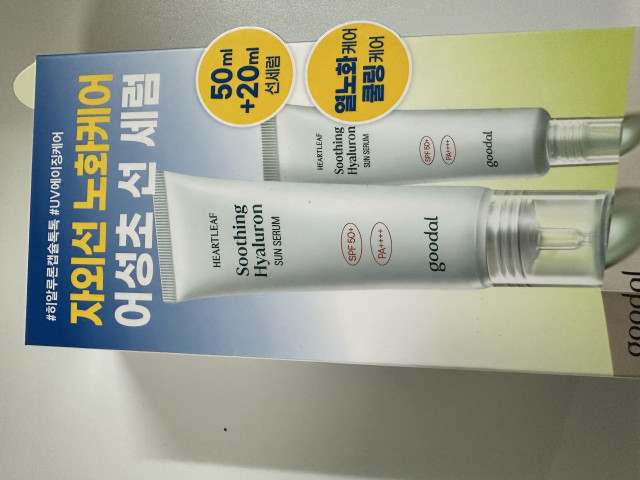 #히알루론캡슐톡톡 #UV에이징케어
자외선 노화케어
어성초 선 세럼
50ml
+20ml
선세럼
열노화케어
쿨링케어
HEARTLEAF
Soothing
Hyaluron
SUN SERUM
SPF 50+
PA++++
goodal
HEARTLEAF
Soothing
Hyaluron
SUN SERUM
SPF 50+
PA++++
goodal
goodal